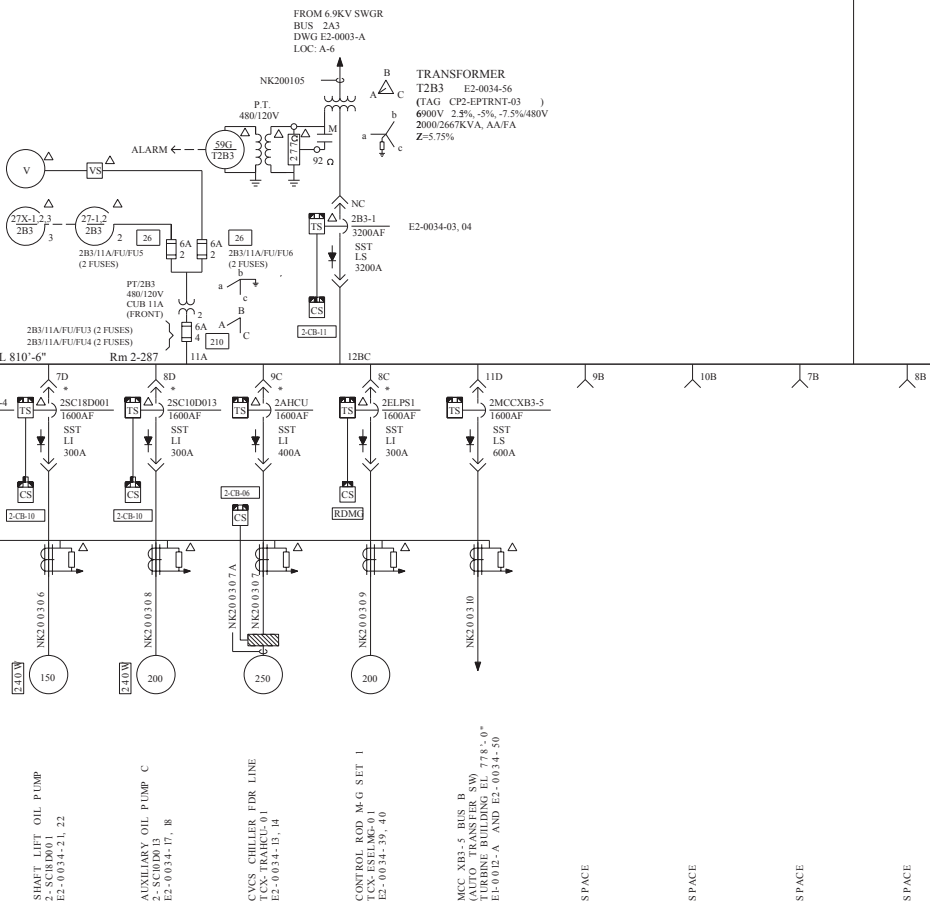 FROM 6.9KV SWGR
BUS 2A3
DWG E2-0003-A
LOC: A-6
NK200105
B
A C
TRANSFORMER
T2B3 E2-0034-56
(TAG CP2-EPTRNT-03 )
6900V 2.5%, -5%, -7.5%/480V
2000/2667KVA, AA/FA
Z=5.75%
b
a
c
P.T.
480/120V
M
ALARM
59G
T2B3
277Ω
92 Ω
V
VS
NC
TS
2B3-1
3200AF
E2-0034-03, 04
SST
LS
3200A
CS
2-CB-11
27X-1,2,3
2B3
3
27-1,2
2B3
2
26
6A
2
6A
2
26
2B3/11A/FU/FU5
(2 FUSES)
2B3/11A/FU/FU6
(2 FUSES)
b
a
c
PT/2B3
480/120V
CUB 11A
(FRONT)
2
B
A
C
6A
4
210
2B3/11A/FU/FU3 (2 FUSES)
2B3/11A/FU/FU4 (2 FUSES)
L 810'-6"
Rm 2-287
11A
12BC
7D
8D
9C
8C
11D
9B
10B
7B
8B
*
*
*
*
-4
TS
2SC18D001
1600AF
SST
LI
300A
CS
2-CB-10
TS
2SC10D013
1600AF
SST
LI
300A
CS
2-CB-10
TS
2AHCU
1600AF
SST
LI
400A
2-CB-06
CS
TS
2ELPS1
1600AF
SST
LI
300A
CS
RDMG
TS
2MCCXB3-5
1600AF
SST
LS
600A
NK200306
NK200308
NK200307A
NK200307
NK200309
NK200310
240W
150
240W
200
250
200
SHAFT LIFT OIL PUMP
2-SC18D001
E2-0034-21, 22
AUXILIARY OIL PUMP C
2-SC10D013
E2-0034-17, 18
CVCS CHILLER FDR LINE
TCX-TRAHCU-01
E2-0034-13, 14
CONTROL ROD M-G SET 1
TCX-ESELMG-01
E2-0034-39, 40
MCC XB3-5 BUS B
(AUTO TRANSFER SW)
TURBINE BUILDING EL 778'-0"
E1-0012-A AND E2-0034-50
SPACE
SPACE
SPACE
SPACE